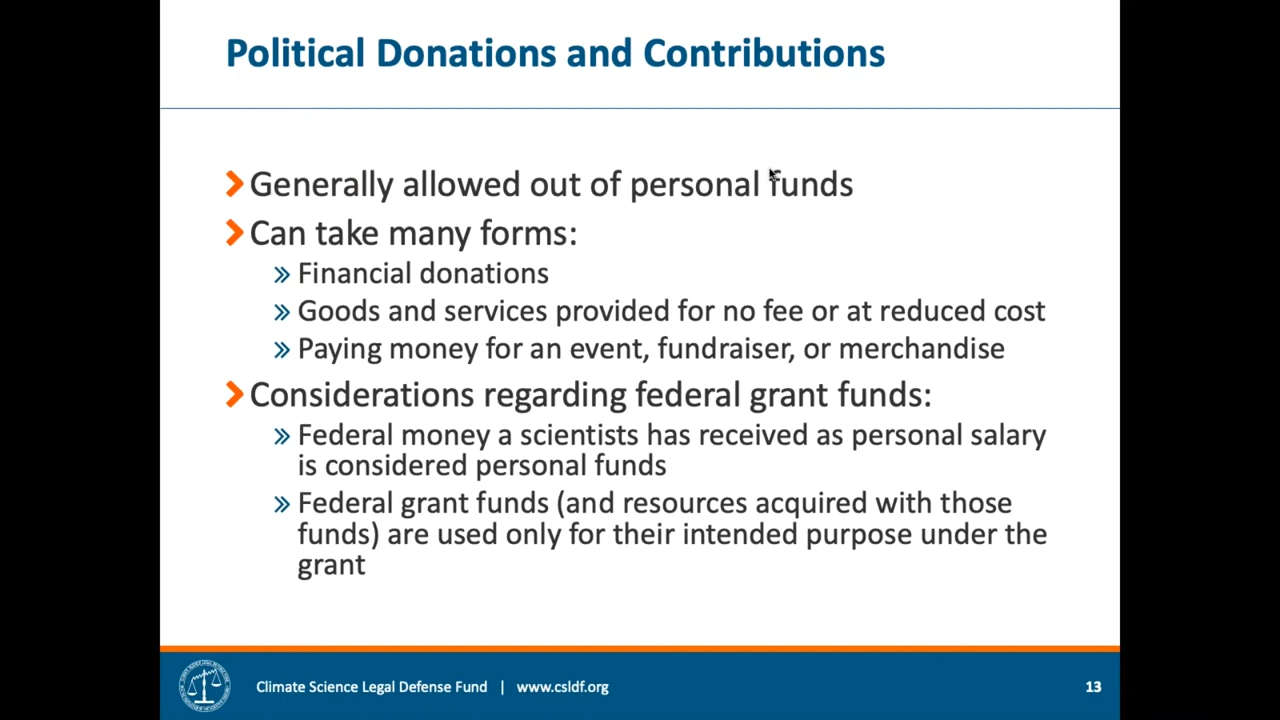 Political Donations and Contributions
Generally allowed out of personal funds
Can take many forms:
Financial donations
Goods and services provided for no fee or at reduced cost
Paying money for an event, fundraiser, or merchandise
Considerations regarding federal grant funds:
Federal money a scientists has received as personal salary
is considered personal funds
Federal grant funds (and resources acquired with those
funds) are used only for their intended purpose under the
grant
Climate Science Legal Defense Fund | www.csldf.org
13